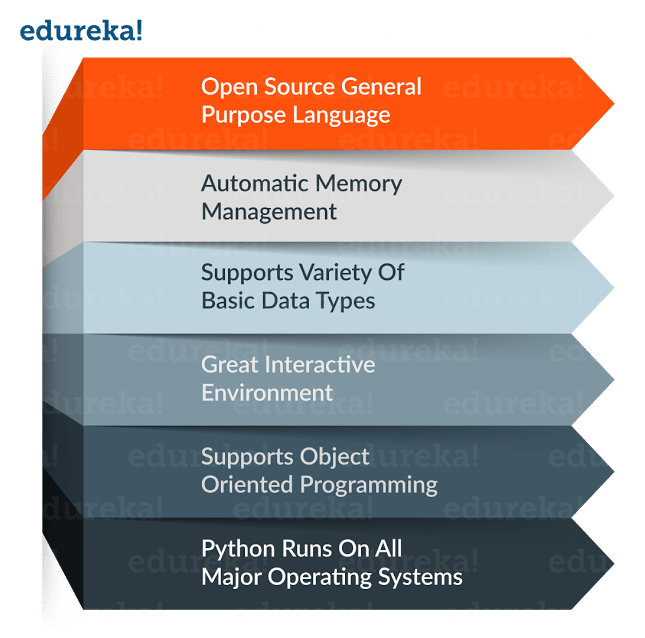 edureka!
Open Source General
Purpose Language
Automatic Memory
Management
Supports Variety Of
Basic Data Types
Great Interactive
Environment
Supports Object
Oriented Programming
Python Runs On All
Major Operating Systems